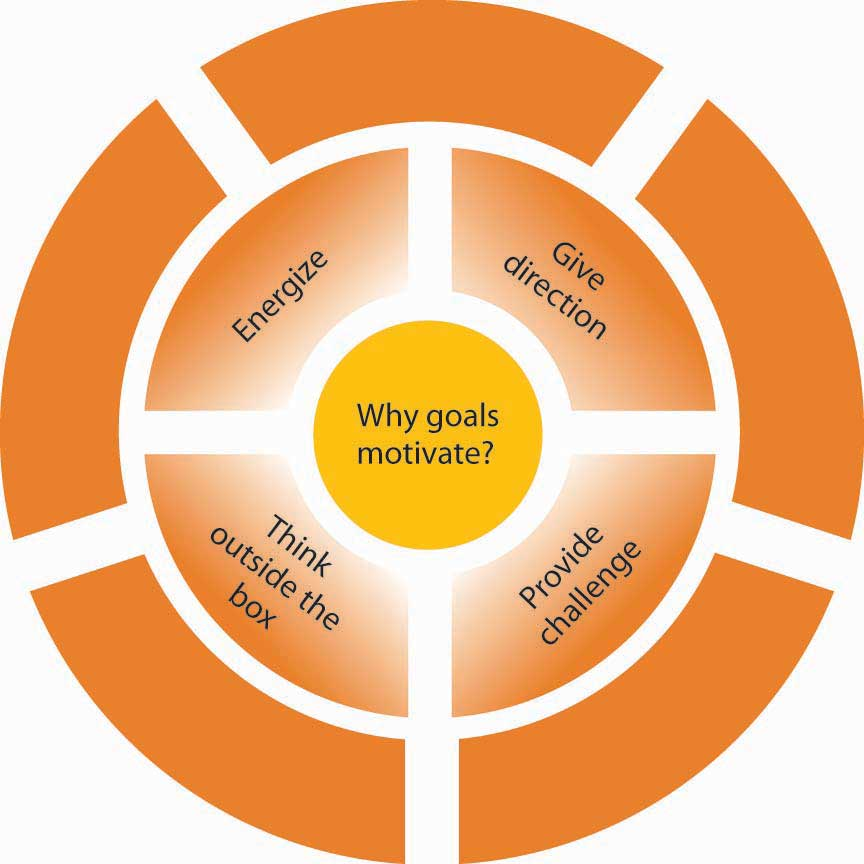 Why goals
motivate?
Energize
Give
direction
Provide
challenge
Think
outside the
box